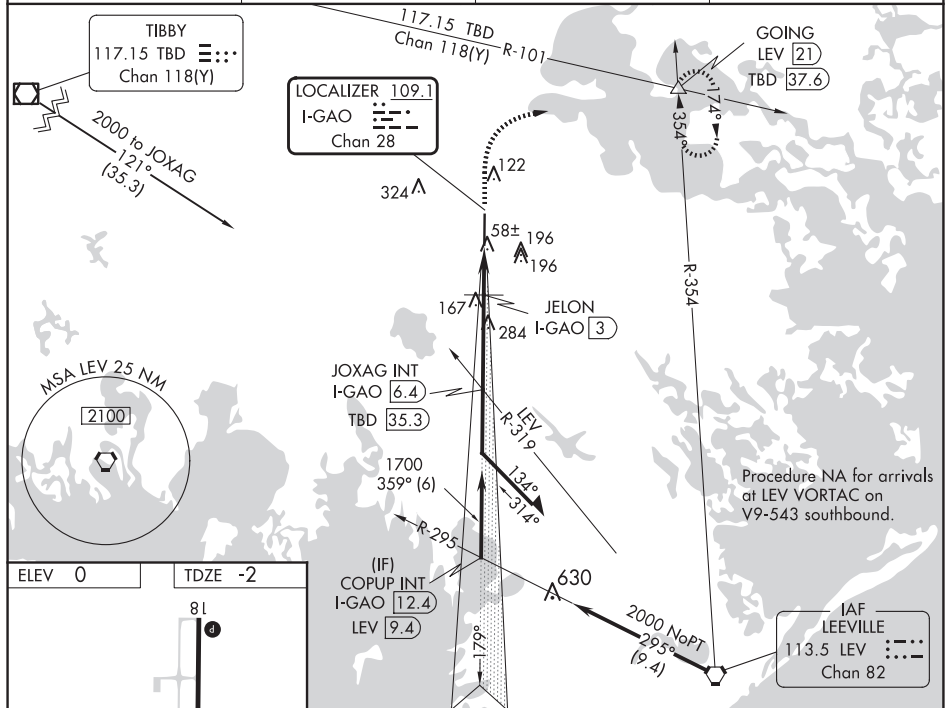 TIBBY
117.15 TBD
Chan 118(Y)
117.15 TBD
Chan 118(Y)
R-101
GOING
LEV 21
TBD 37.6
LOCALIZER 109.1
I-GAO
Chan 28
2000 to JOXAG
121°
(35.3)
174°
354°
122
324
58± 196
196
R-354
167
JELON
I-GAO 3
284
MSA LEV 25 NM
2100
JOXAG INT
I-GAO 6.4
TBD 35.3
LEV
R-319
1700
359° (6)
134°
314°
Procedure NA for arrivals
at LEV VORTAC on
V9-543 southbound.
R-295
(IF)
COPUP INT
I-GAO 12.4
LEV 9.4
630
2000 NoPT
295°
(9.4)
179°
IAF
LEEVILLE
113.5 LEV
Chan 82
ELEV 0
TDZE -2
18
P